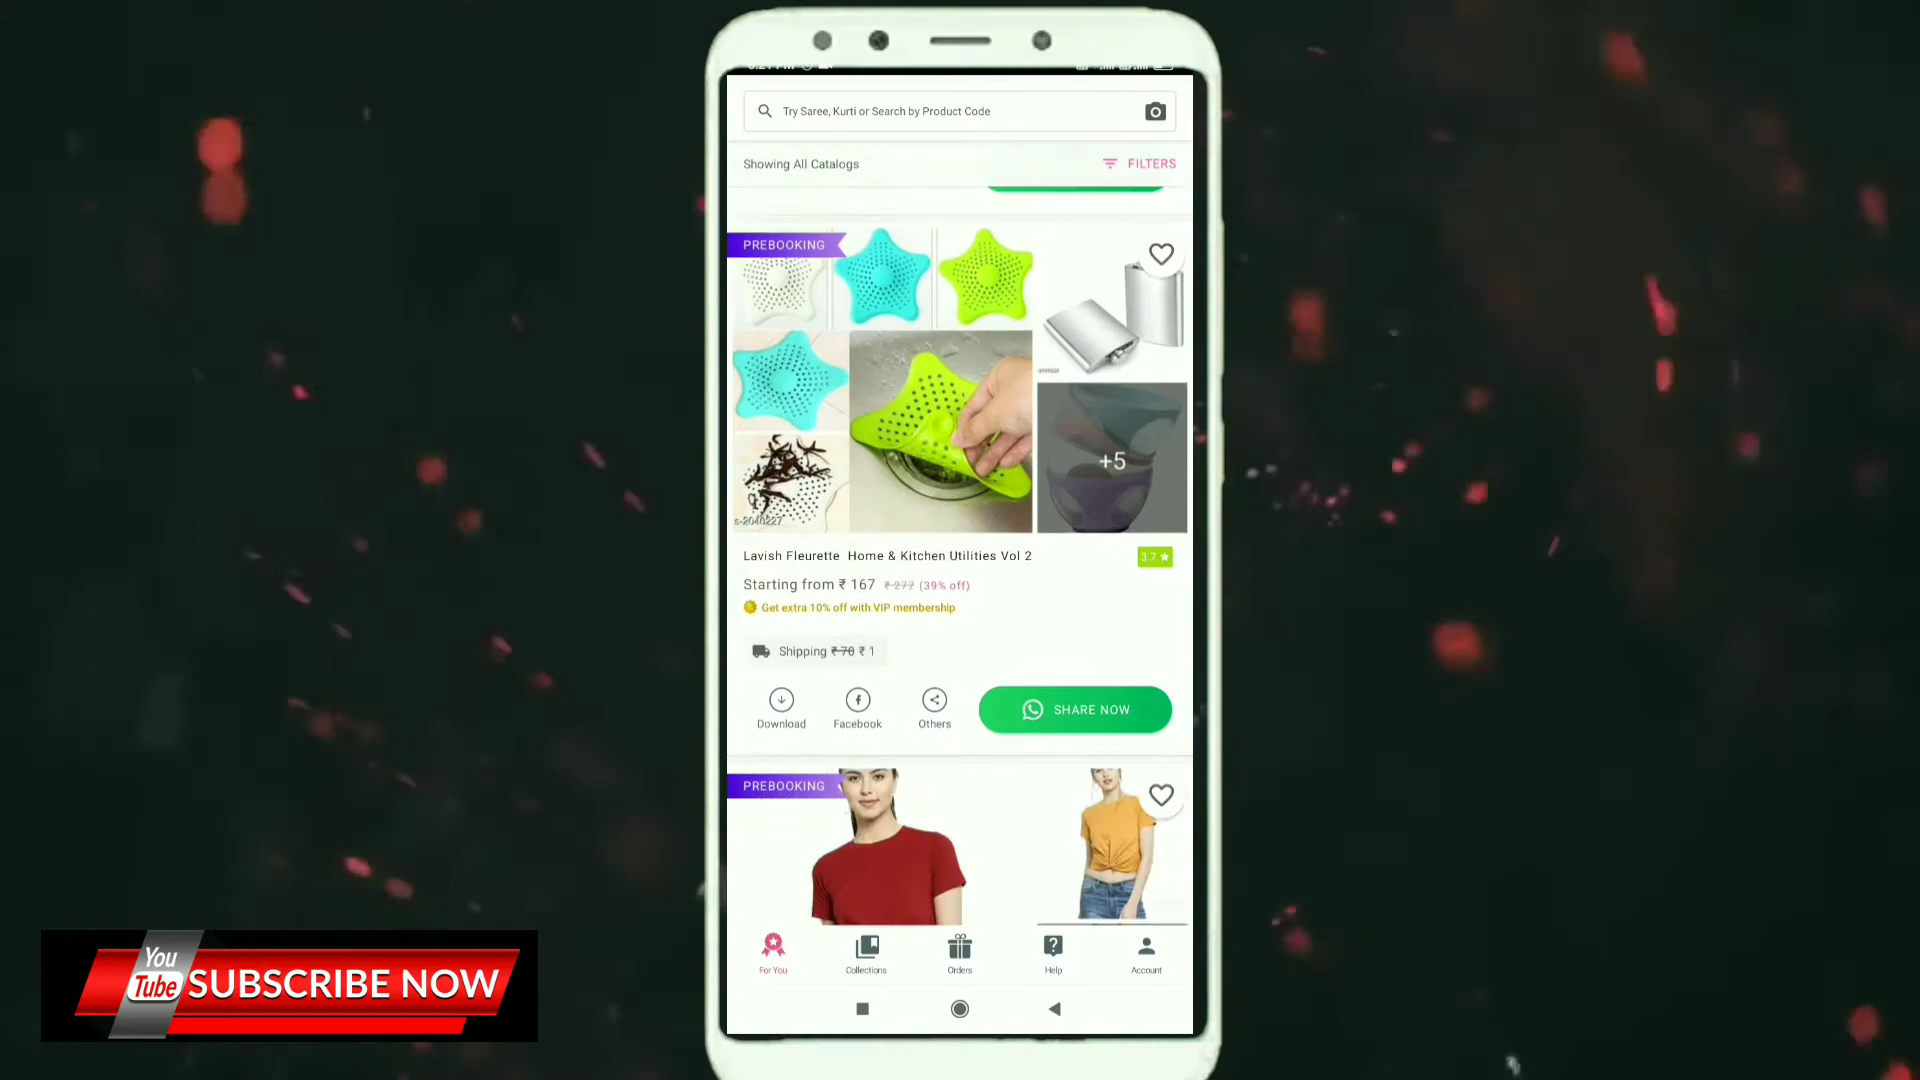 Try Saree, Kurti or Search by Product Code
Showing All Catalogs
FILTERS
PREBOOKING
+5
s-2040227
Lavish Fleurette Home & Kitchen Utilities Vol 2
3.7 ★
Starting from ₹ 167 ₹ 277 (39% off)
Get extra 10% off with VIP membership
Shipping ₹ 70 ₹ 1
Download
Facebook
Others
SHARE NOW
PREBOOKING
For You
Collections
Orders
Help
Account
You
Tube
SUBSCRIBE NOW